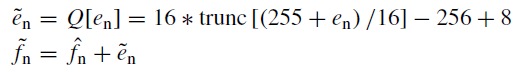 ẽₙ = Q[eₙ] = 16 ∗ trunc [(255 + eₙ) /16] − 256 + 8
f̃ₙ = f̂ₙ + ẽₙ